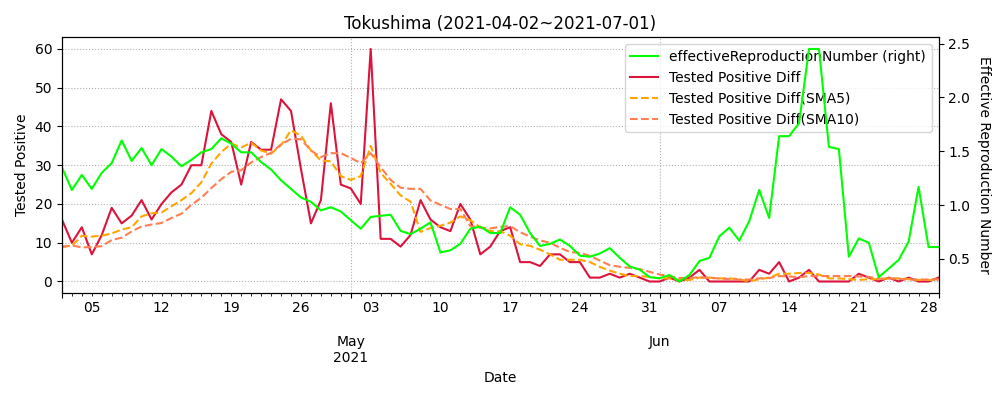 Tokushima (2021-04-02~2021-07-01)
Tested Positive
60
50
40
30
20
10
0
effectiveReproductionNumber (right)
Tested Positive Diff
Tested Positive Diff(SMA5)
Tested Positive Diff(SMA10)
2.5
2.0
1.5
1.0
0.5
Effective Reproduction Number
05 12 19 26 03 10 17 24 31 07 14 21 28
May Jun
2021
Date